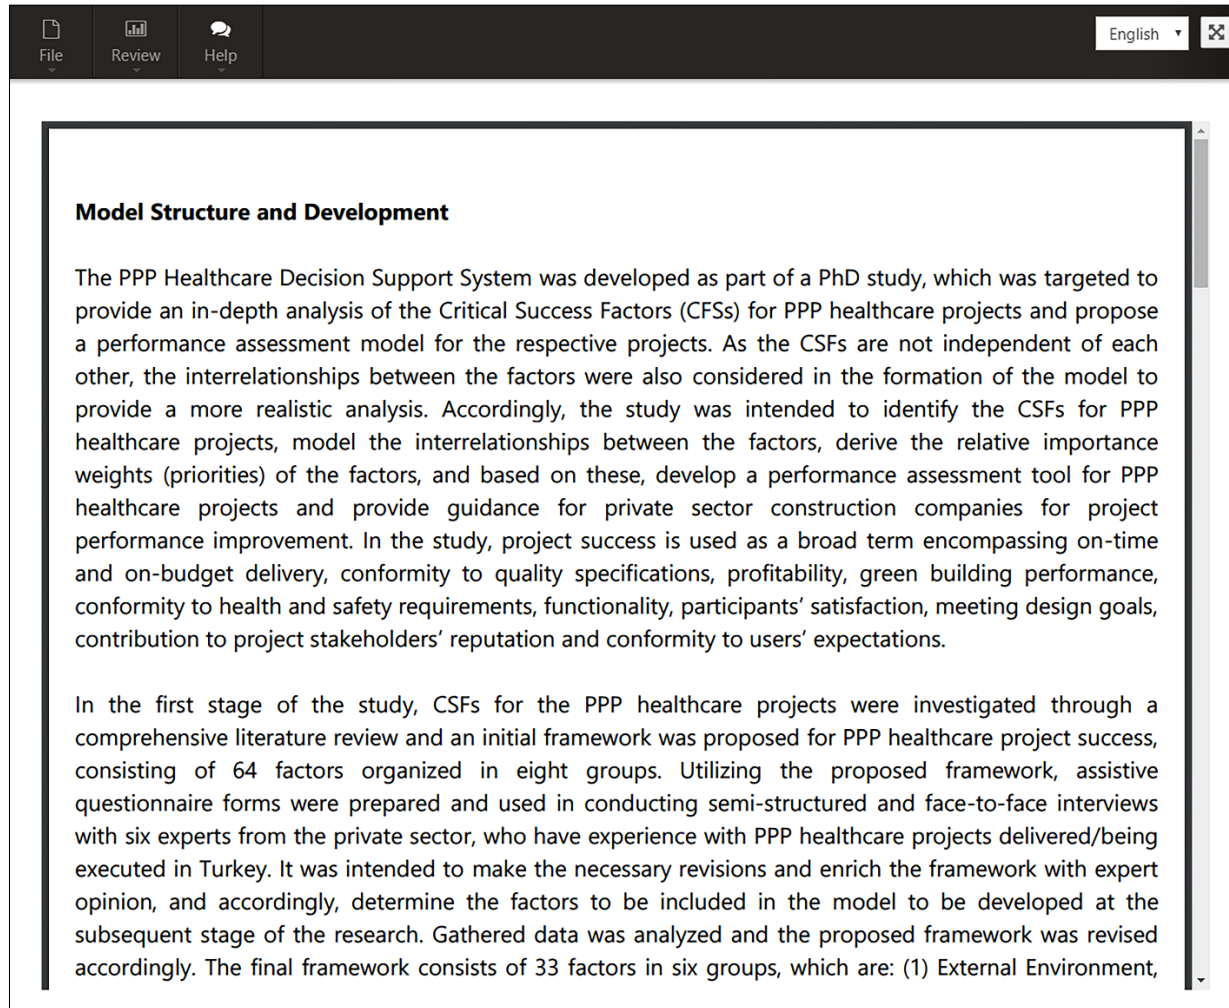 File
Review
Help
English
Model Structure and Development
The PPP Healthcare Decision Support System was developed as part of a PhD study, which was targeted to
provide an in-depth analysis of the Critical Success Factors (CFSs) for PPP healthcare projects and propose
a performance assessment model for the respective projects. As the CSFs are not independent of each
other, the interrelationships between the factors were also considered in the formation of the model to
provide a more realistic analysis. Accordingly, the study was intended to identify the CSFs for PPP
healthcare projects, model the interrelationships between the factors, derive the relative importance
weights (priorities) of the factors, and based on these, develop a performance assessment tool for PPP
healthcare projects and provide guidance for private sector construction companies for project
performance improvement. In the study, project success is used as a broad term encompassing on-time
and on-budget delivery, conformity to quality specifications, profitability, green building performance,
conformity to health and safety requirements, functionality, participants’ satisfaction, meeting design goals,
contribution to project stakeholders’ reputation and conformity to users’ expectations.
In the first stage of the study, CSFs for the PPP healthcare projects were investigated through a
comprehensive literature review and an initial framework was proposed for PPP healthcare project success,
consisting of 64 factors organized in eight groups. Utilizing the proposed framework, assistive
questionnaire forms were prepared and used in conducting semi-structured and face-to-face interviews
with six experts from the private sector, who have experience with PPP healthcare projects delivered/being
executed in Turkey. It was intended to make the necessary revisions and enrich the framework with expert
opinion, and accordingly, determine the factors to be included in the model to be developed at the
subsequent stage of the research. Gathered data was analyzed and the proposed framework was revised
accordingly. The final framework consists of 33 factors in six groups, which are: (1) External Environment,